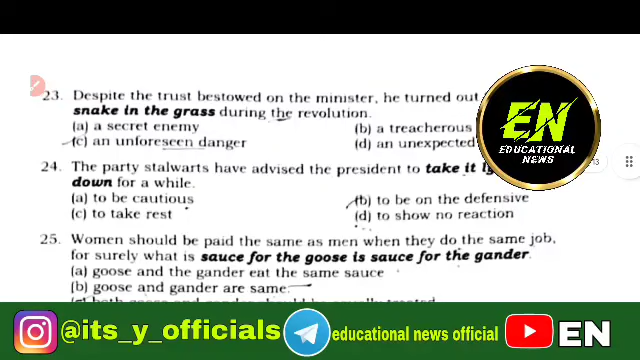 23. Despite the trust bestowed on the minister, he turned out
snake in the grass during the revolution.
(a) a secret enemy
(b) a treacherous
(c) an unforeseen danger
(d) an unexpected
24. The party stalwarts have advised the president to take it
down for a while.
(a) to be cautious
(b) to be on the defensive
(c) to take rest
(d) to show no reaction
25. Women should be paid the same as men when they do the same job,
for surely what is sauce for the goose is sauce for the gander.
(a) goose and the gander eat the same sauce
(b) goose and gander are same.
EN
EDUCATIONAL
NEWS
@its_y_officials
educational news official
EN